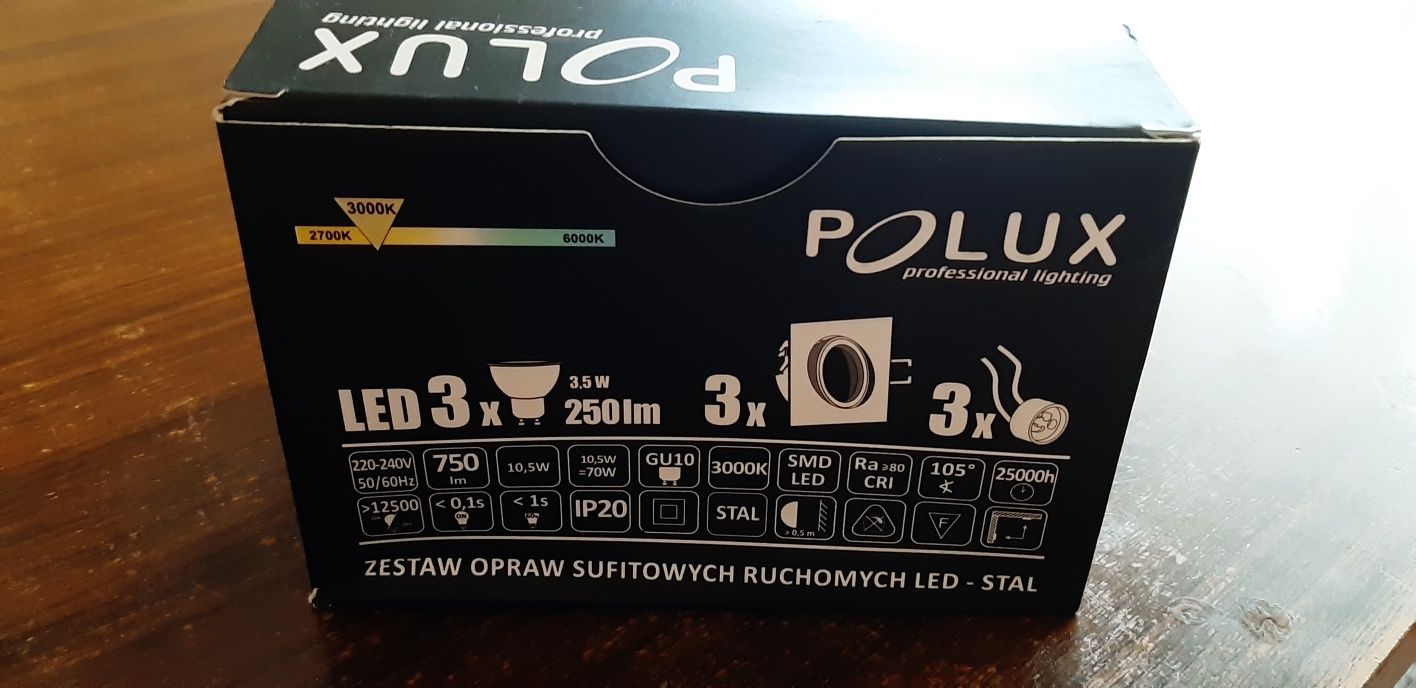 POLUX
professional lighting
3000K
2700K 6000K
POLUX
professional lighting
LED 3x 3,5 W 250lm 3x 3x
220-240V 50/60Hz
750 lm
10,5W
10,5W =70W
GU10
3000K
SMD LED
Ra ≥80 CRI
105°
25000h
>12500
< 0,1s
< 1s
IP20
STAL
> 0,5 m
F
ZESTAW OPRAW SUFITOWYCH RUCHOMYCH LED - STAL